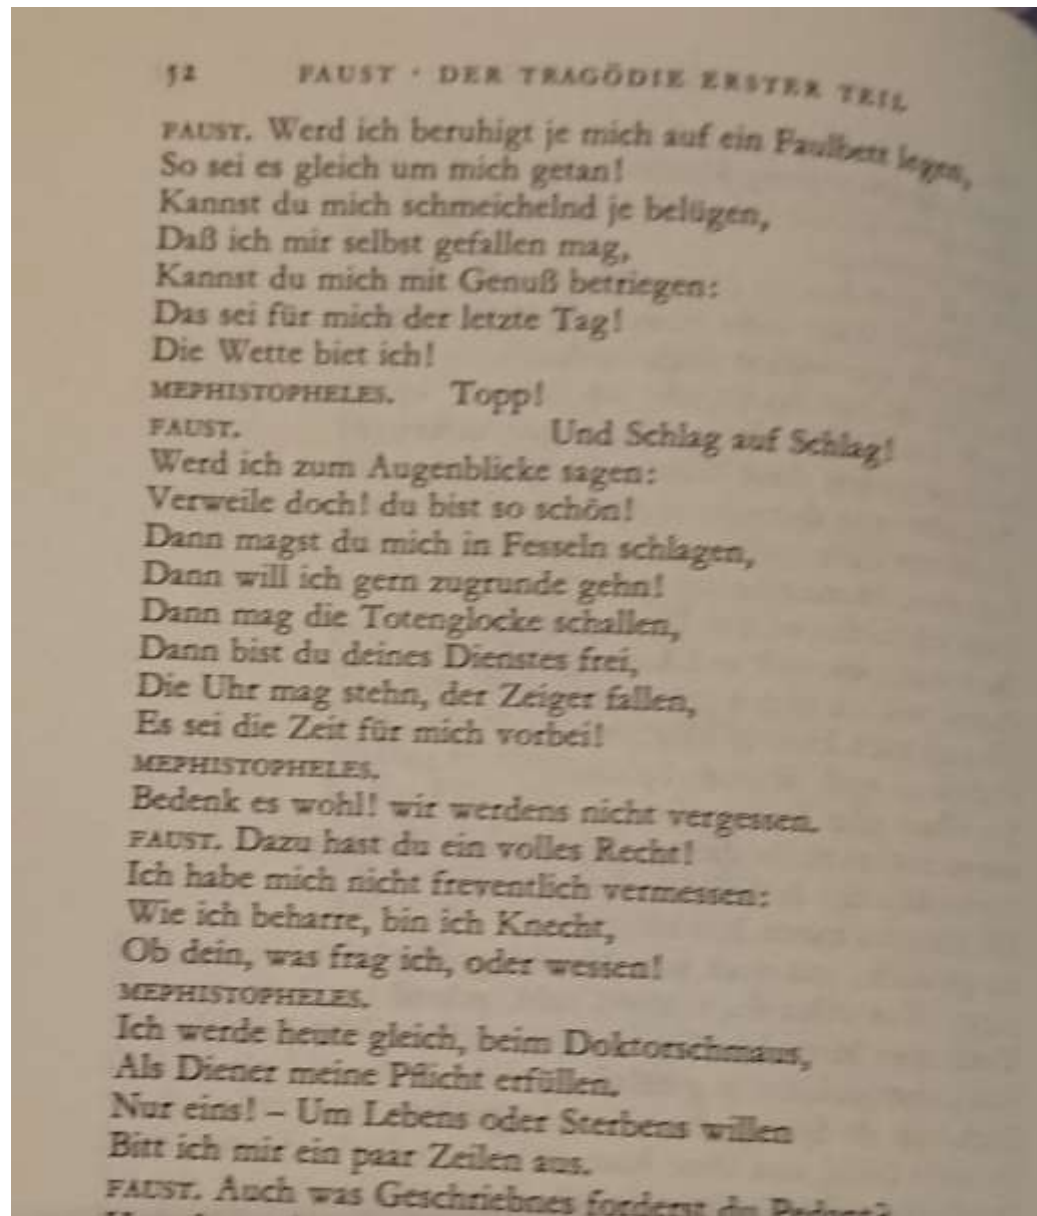 52 FAUST · DER TRAGÖDIE ERSTER TEIL
FAUST. Werd ich beruhigt je mich auf ein Faulbett legen,
So sei es gleich um mich getan!
Kannst du mich schmeichelnd je belügen,
Daß ich mir selbst gefallen mag,
Kannst du mich mit Genuß betriegen:
Das sei für mich der letzte Tag!
Die Wette biet ich!
MEPHISTOPHELES. Topp!
FAUST. Und Schlag auf Schlag!
Werd ich zum Augenblicke sagen:
Verweile doch! du bist so schön!
Dann magst du mich in Fesseln schlagen,
Dann will ich gern zugrunde gehn!
Dann mag die Totenglocke schallen,
Dann bist du deines Dienstes frei,
Die Uhr mag stehn, der Zeiger fallen,
Es sei die Zeit für mich vorbei!
MEPHISTOPHELES.
Bedenk es wohl! wir werdens nicht vergessen.
FAUST. Dazu hast du ein volles Recht!
Ich habe mich nicht freventlich vermessen:
Wie ich beharre, bin ich Knecht,
Ob dein, was frag ich, oder wessen!
MEPHISTOPHELES.
Ich werde heute gleich, beim Doktorschmaus,
Als Diener meine Pflicht erfüllen.
Nur eins! – Um Lebens oder Sterbens willen
Bitt ich mir ein paar Zeilen aus.
FAUST. Auch was Geschriebnes forderst du Pedant?